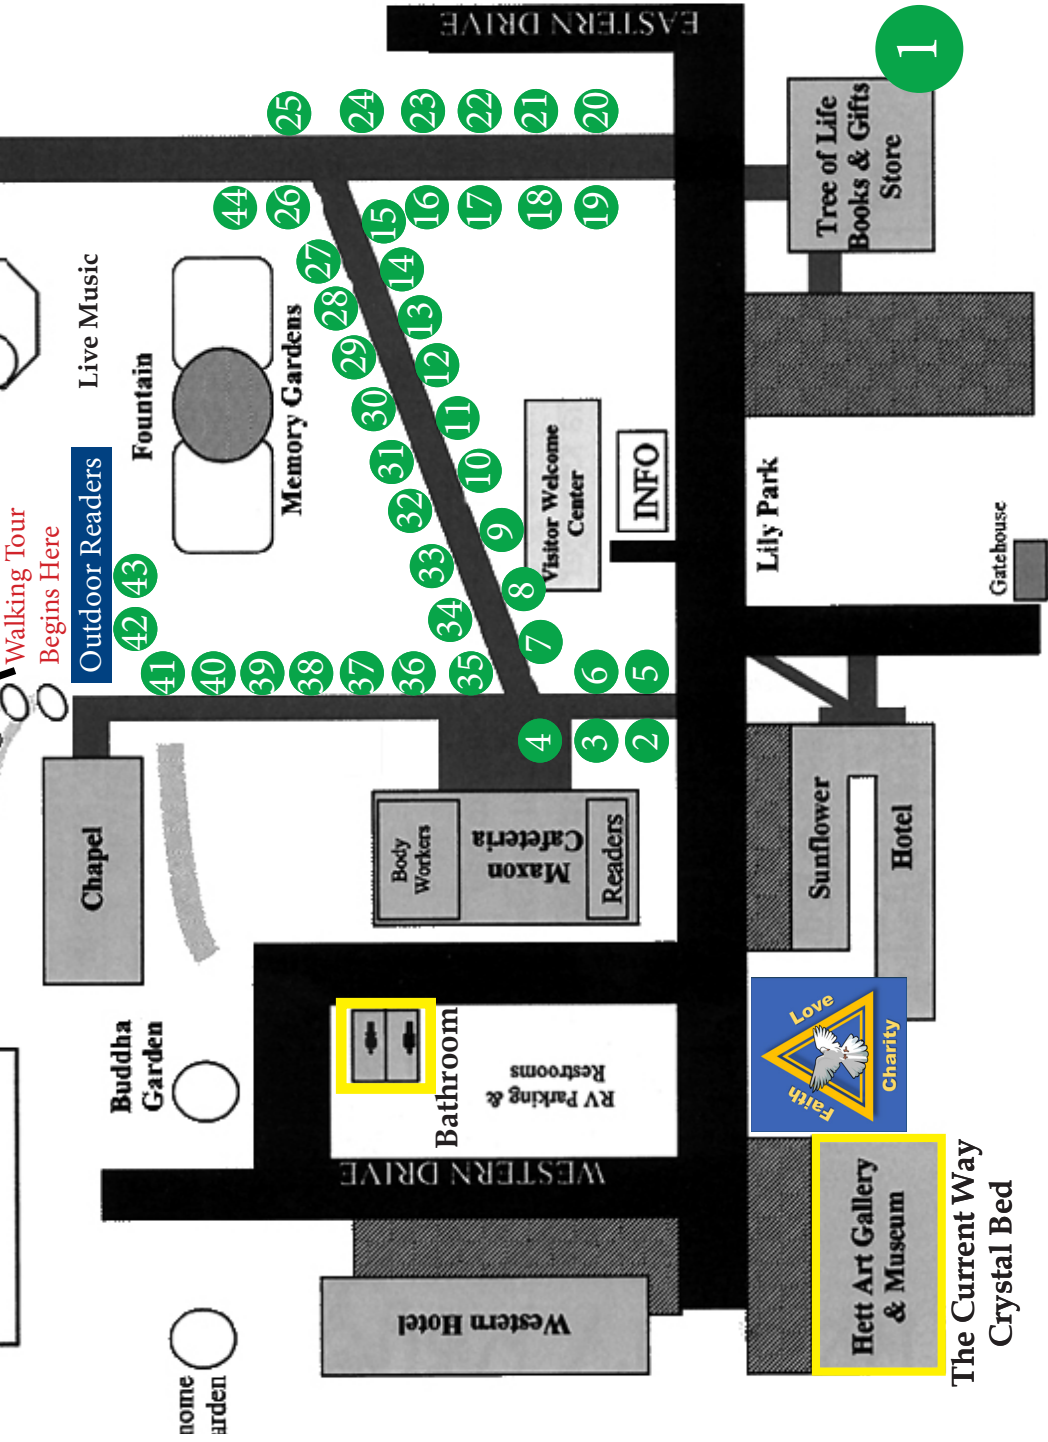 Walking Tour
Begins Here
Outdoor Readers
Live Music
Fountain
Memory Gardens
Chapel
Buddha
Garden
nome
arden
42 43
41
40
39
38
37
36
35
34
33
32
31
30
29
28
27
26
44
25
24
23
22
21
20
19
18
17
16
15
14
13
12
11
10
9
8
7
6
5
4
3
2
1
Body
Workers
Maxon
Cafeteria
Readers
Visitor Welcome
Center
INFO
EASTERN DRIVE
WESTERN DRIVE
Bathroom
RV Parking &
Restrooms
Western Hotel
Lily Park
Gatehouse
Tree of Life
Books & Gifts
Store
Sunflower
Hotel
Love
Faith
Charity
Hett Art Gallery
& Museum
The Current Way
Crystal Bed